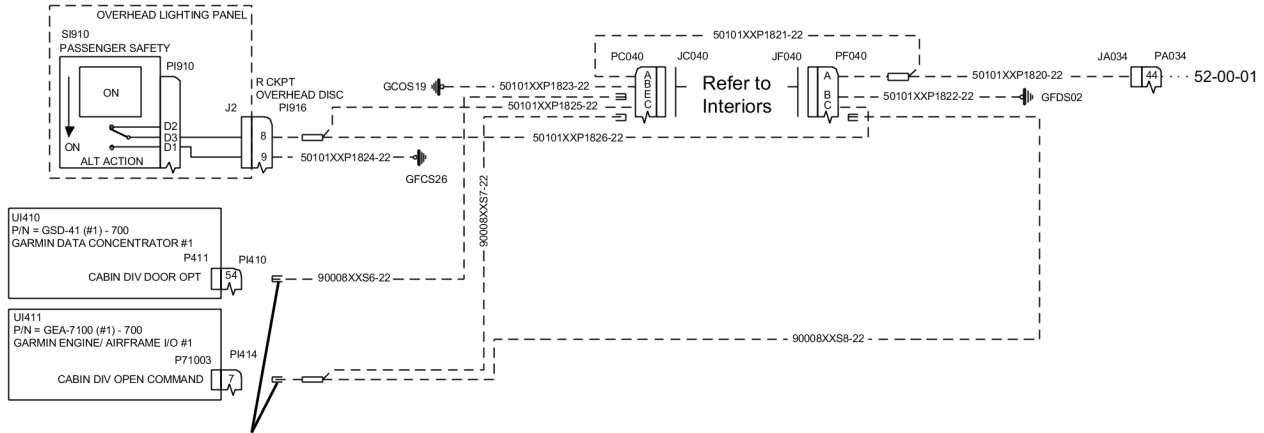 OVERHEAD LIGHTING PANEL
SI910
PASSENGER SAFETY
PI910
ON
ON
D2
D3
D1
ALT ACTION
J2
R CKPT
OVERHEAD DISC
PI916
8
9
50101XXP1824-22
GFCS26
GCOS19
50101XXP1823-22
50101XXP1825-22
50101XXP1826-22
50101XXP1821-22
PC040
JC040
A
B
E
C
Refer to
Interiors
JF040
PF040
A
B
C
50101XXP1820-22
50101XXP1822-22
GFDS02
JA034
PA034
44
52-00-01
90008XXS7-22
UI410
P/N = GSD-41 (#1) - 700
GARMIN DATA CONCENTRATOR #1
P411
PI410
CABIN DIV DOOR OPT
54
90008XXS6-22
UI411
P/N = GEA-7100 (#1) - 700
GARMIN ENGINE/ AIRFRAME I/O #1
P71003
PI414
CABIN DIV OPEN COMMAND
7
90008XXS8-22